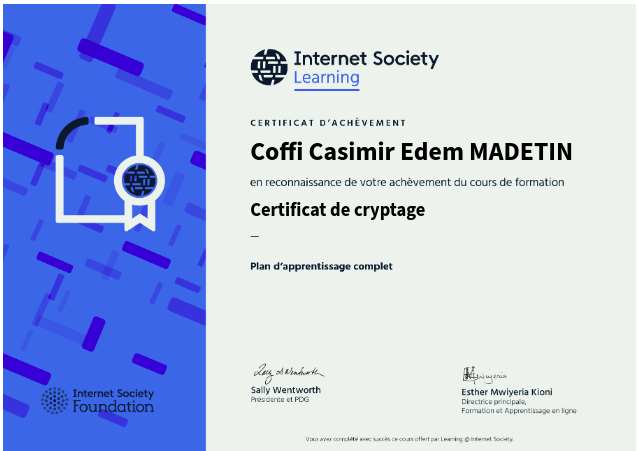 Internet Society
Learning
CERTIFICAT D'ACHÈVEMENT
Coffi Casimir Edem MADETIN
en reconnaissance de votre achèvement du cours de formation
Certificat de cryptage
—
Plan d'apprentissage complet
Sally Wentworth
Présidente et PDG
Esther Mwiyeria Kioni
Directrice principale,
Formation et Apprentissage en ligne
Internet Society
Foundation
Vous avez complété avec succès ce cours offert par Learning @ Internet Society.